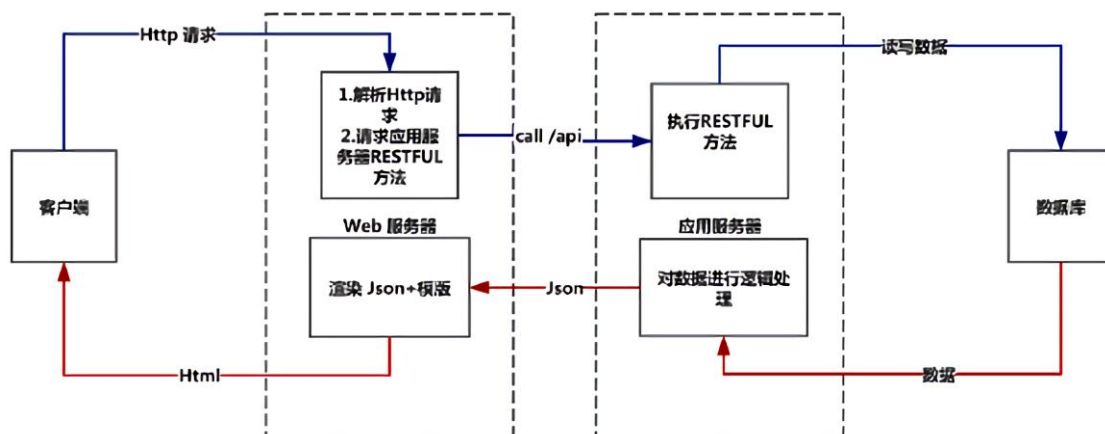 Http 请求
读写数据
1.解析Http请
求
2.请求应用服
务器RESTFUL
方法
call /api
执行RESTFUL
方法
客户端
数据库
Web 服务器
应用服务器
渲染 Json+模版
Json
对数据进行逻辑处
理
Html
数据